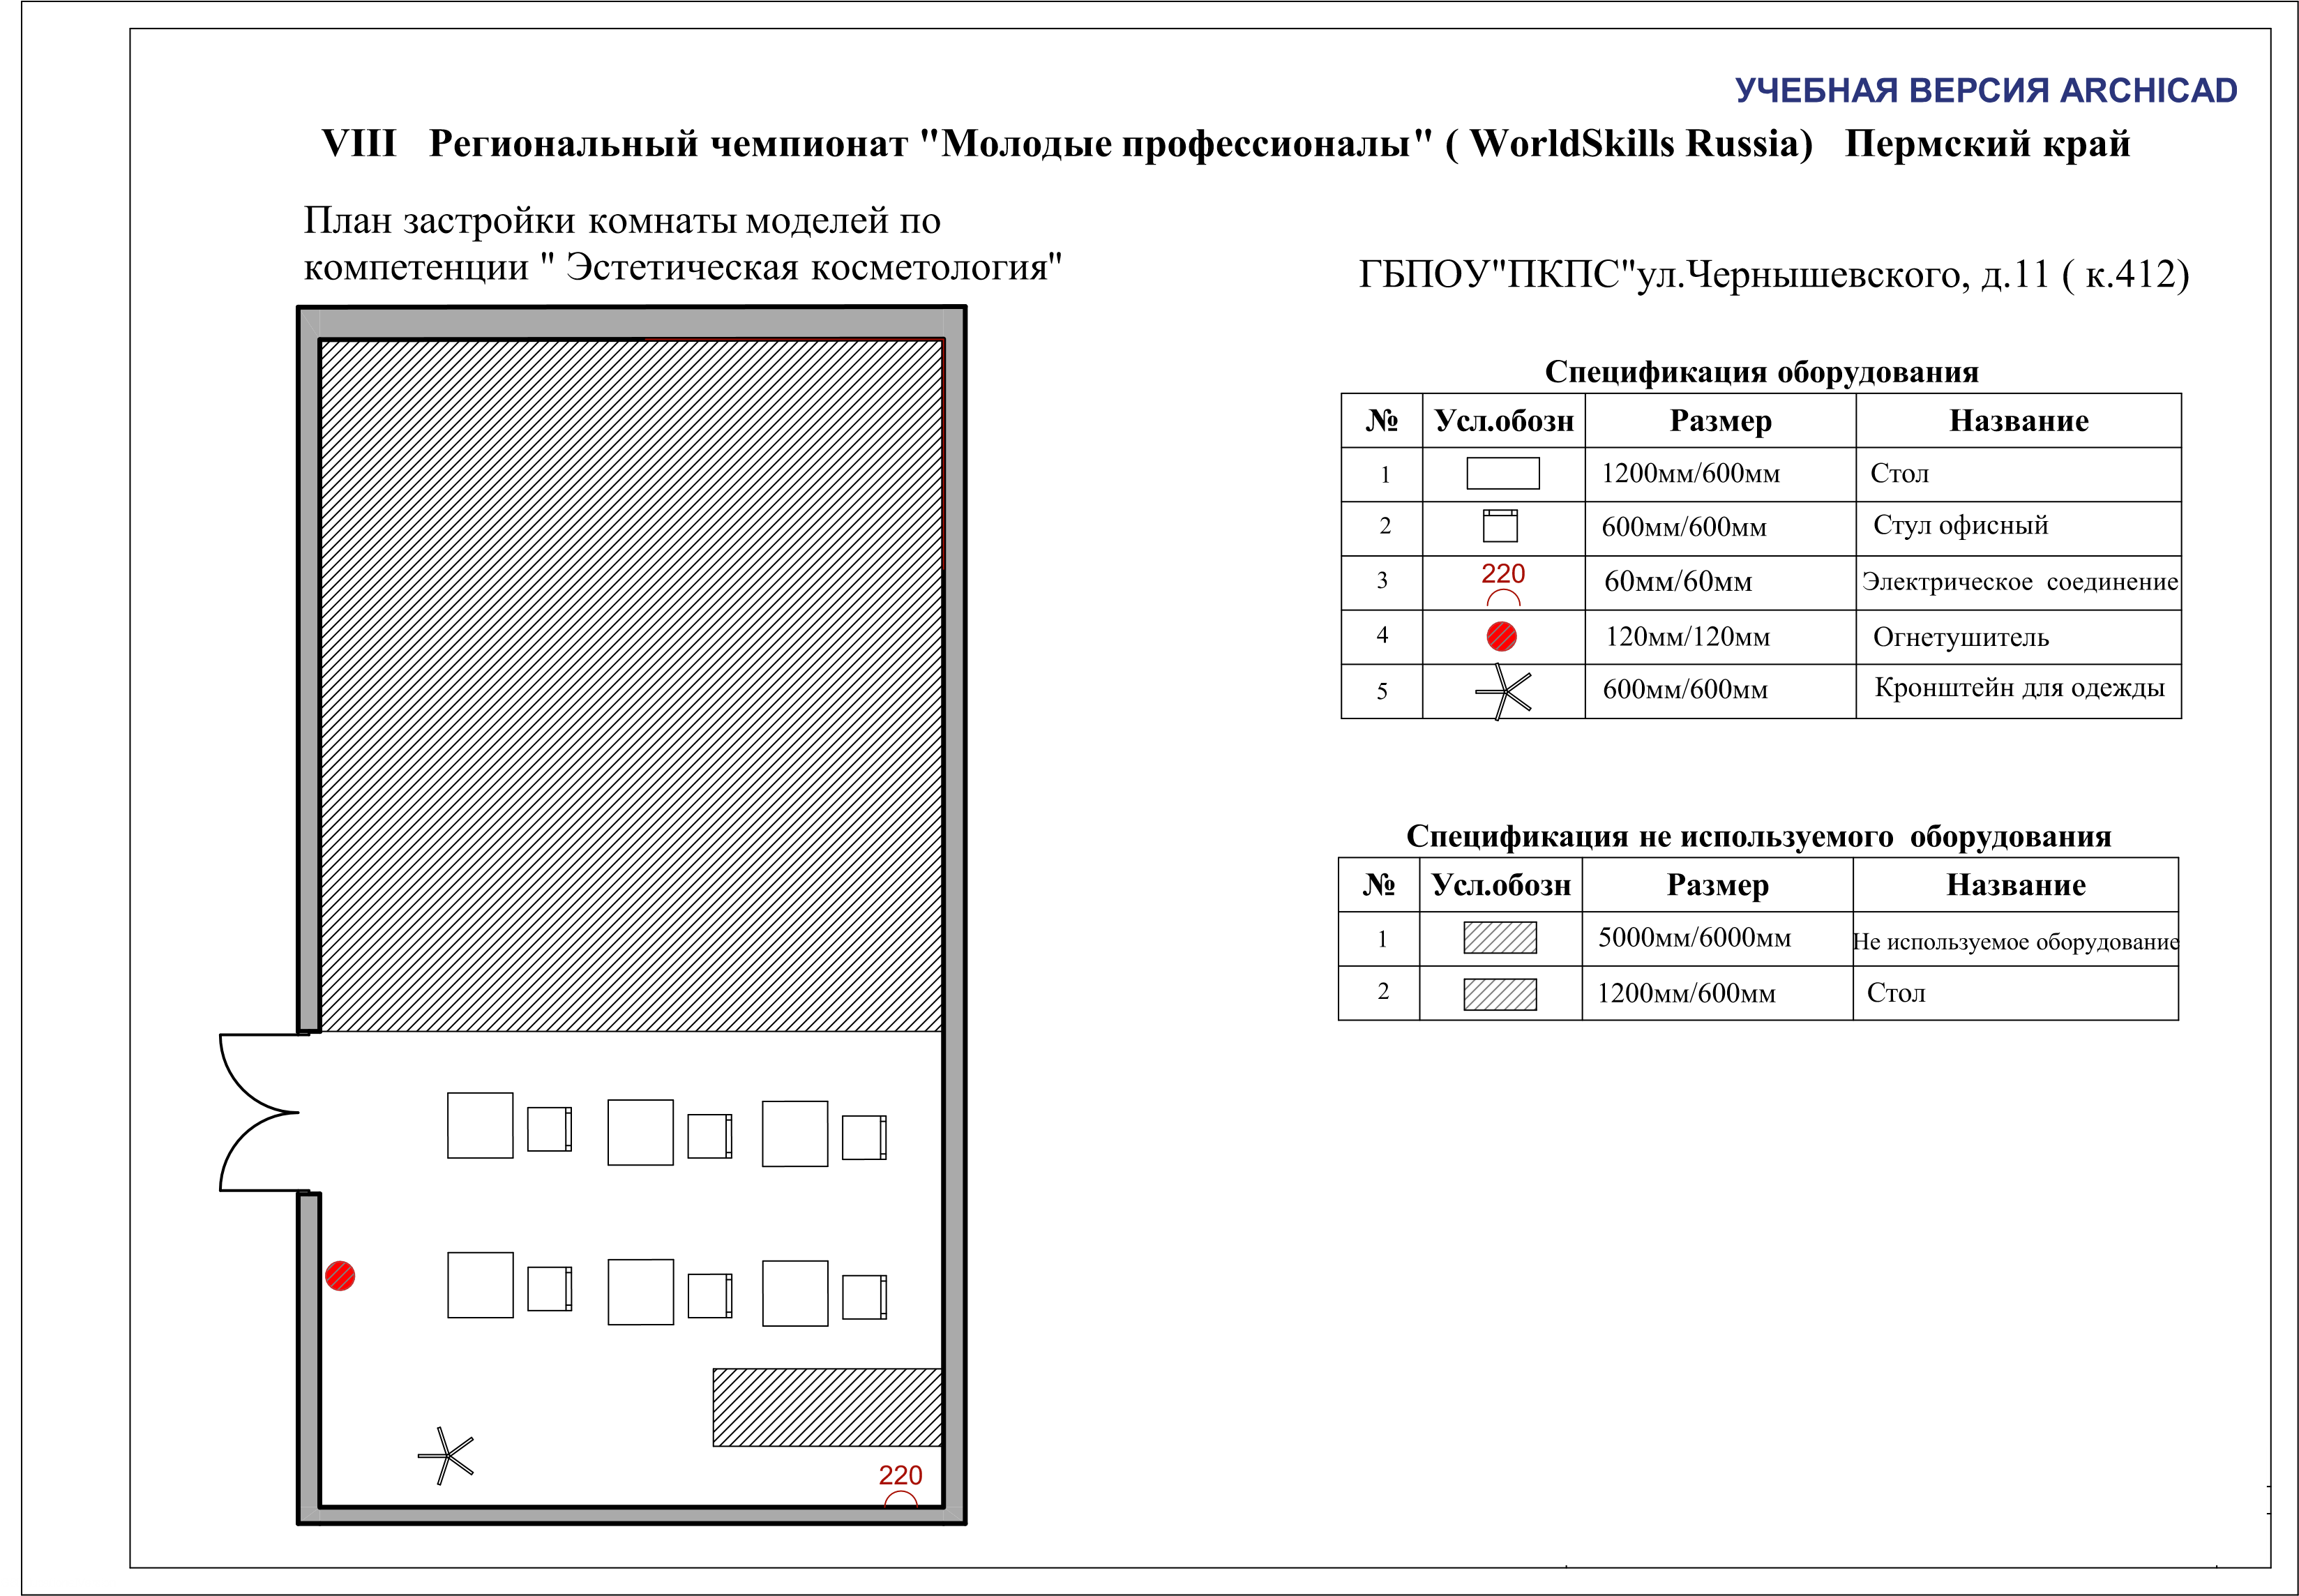 УЧЕБНАЯ ВЕРСИЯ ARCHICAD
VIII Региональный чемпионат "Молодые профессионалы" ( WorldSkills Russia) Пермский край
План застройки комнаты моделей по
компетенции " Эстетическая косметология"
ГБПОУ"ПКПС"ул.Чернышевского, д.11 ( к.412)
Спецификация оборудования
№ Усл.обозн Размер Название
1 1200мм/600мм Стол
2 600мм/600мм Стул офисный
3 220 60мм/60мм Электрическое соединение
4 120мм/120мм Огнетушитель
5 600мм/600мм Кронштейн для одежды
Спецификация не используемого оборудования
№ Усл.обозн Размер Название
1 5000мм/6000мм Не используемое оборудование
2 1200мм/600мм Стол
220